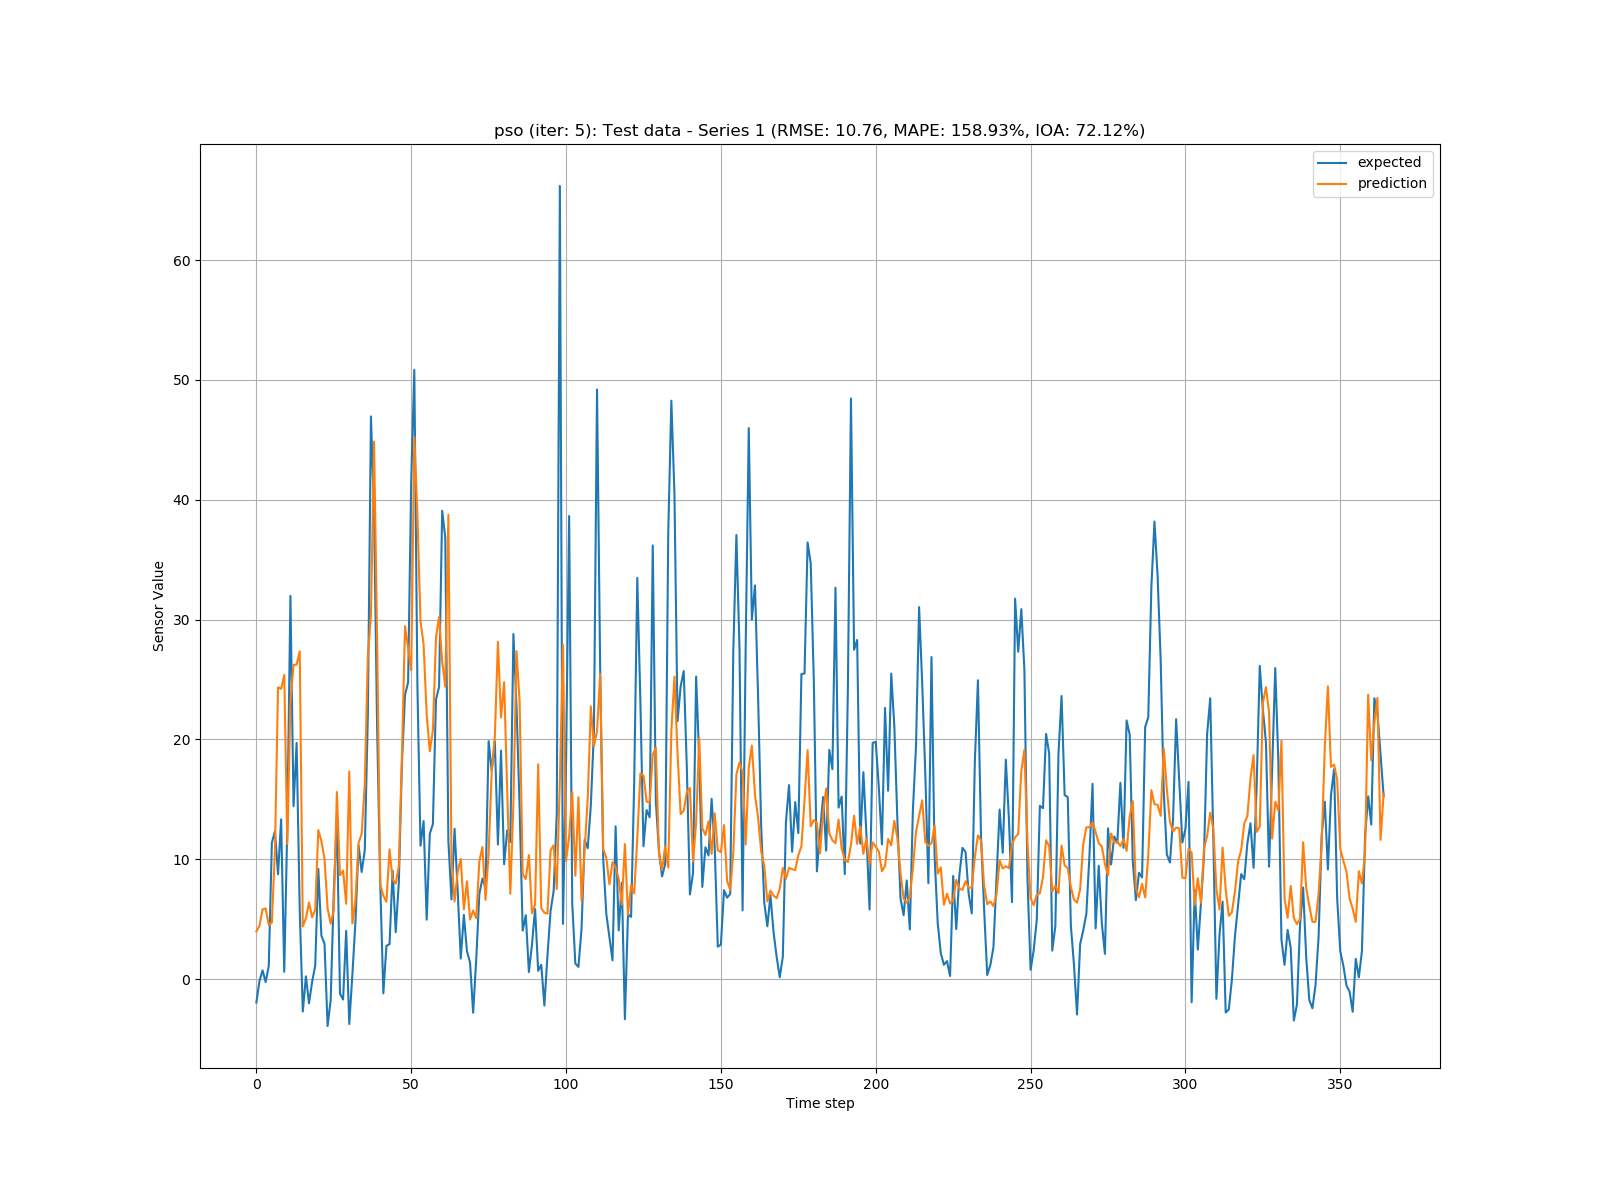 pso (iter: 5): Test data - Series 1 (RMSE: 10.76, MAPE: 158.93%, IOA: 72.12%)
expected
prediction
60
50
40
30
20
10
0
Sensor Value
0 50 100 150 200 250 300 350
Time step